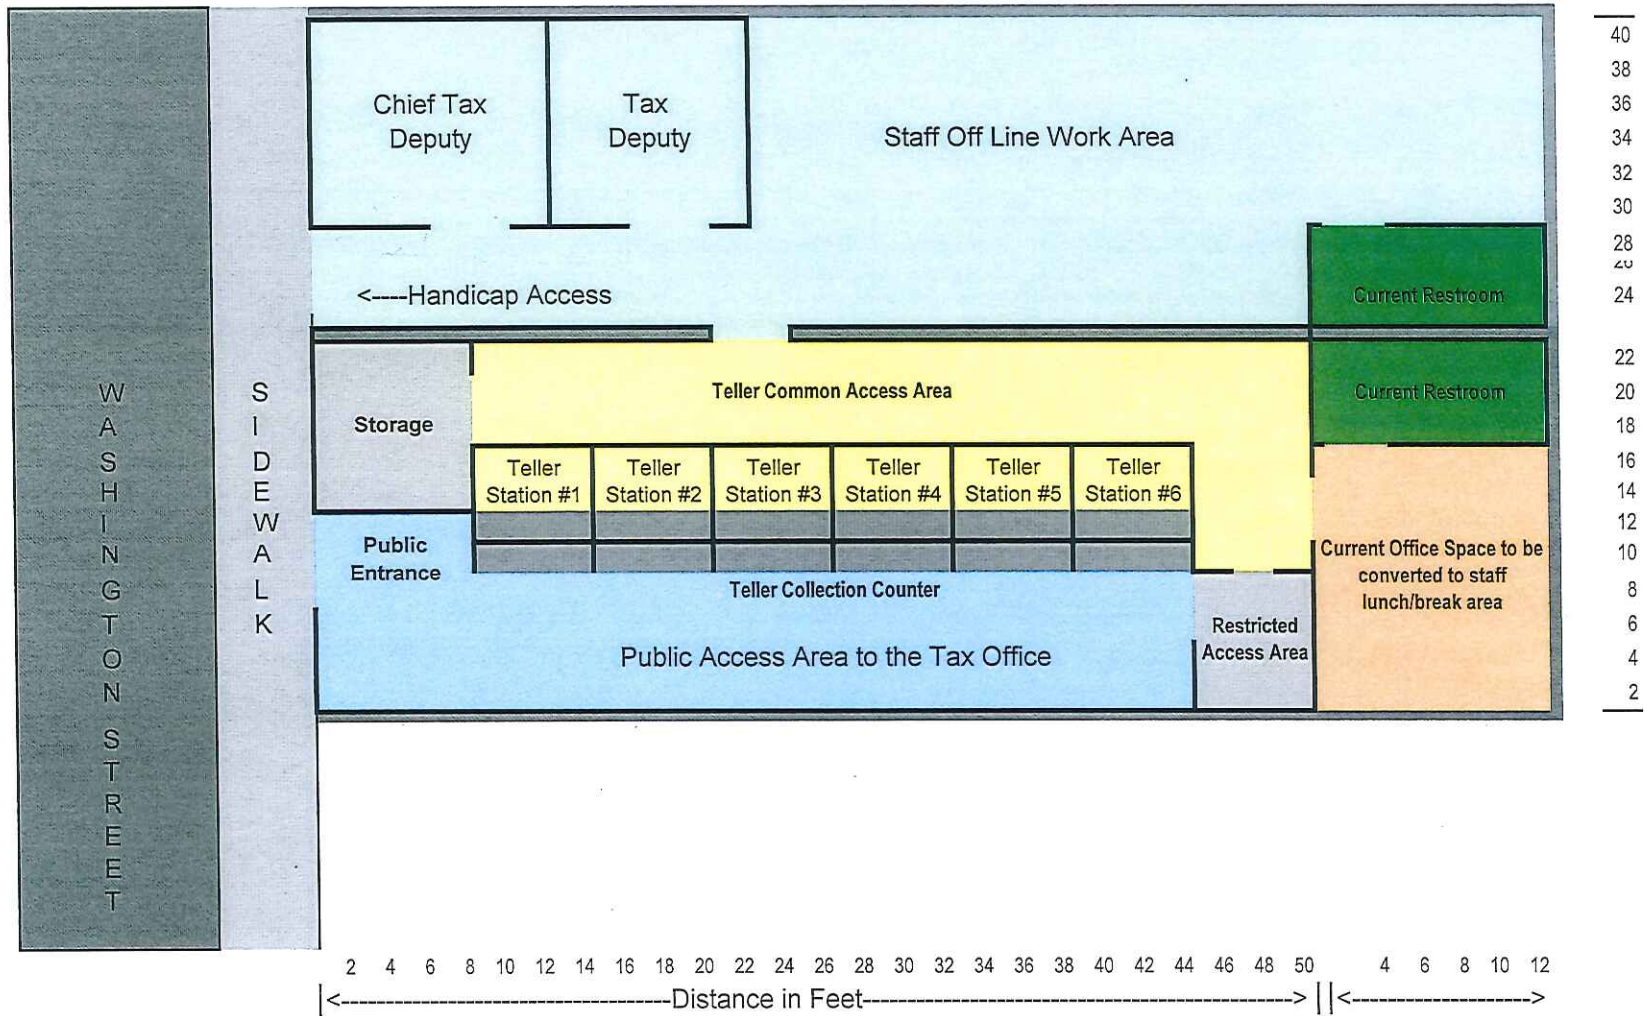 Chief Tax
Deputy
Tax
Deputy
Staff Off Line Work Area
<----Handicap Access
Current Restroom
Teller Common Access Area
Current Restroom
Storage
Teller
Station #1
Teller
Station #2
Teller
Station #3
Teller
Station #4
Teller
Station #5
Teller
Station #6
Public
Entrance
Teller Collection Counter
Current Office Space to be
converted to staff
lunch/break area
Restricted
Access Area
Public Access Area to the Tax Office
WASHINGTON STREET
SIDEWALK
40
38
36
34
32
30
28
24
22
20
18
16
14
12
10
8
6
4
2
2 4 6 8 10 12 14 16 18 20 22 24 26 28 30 32 34 36 38 40 42 44 46 48 50 4 6 8 10 12
|<----------------------Distance in Feet----------------------------> ||<------------------->